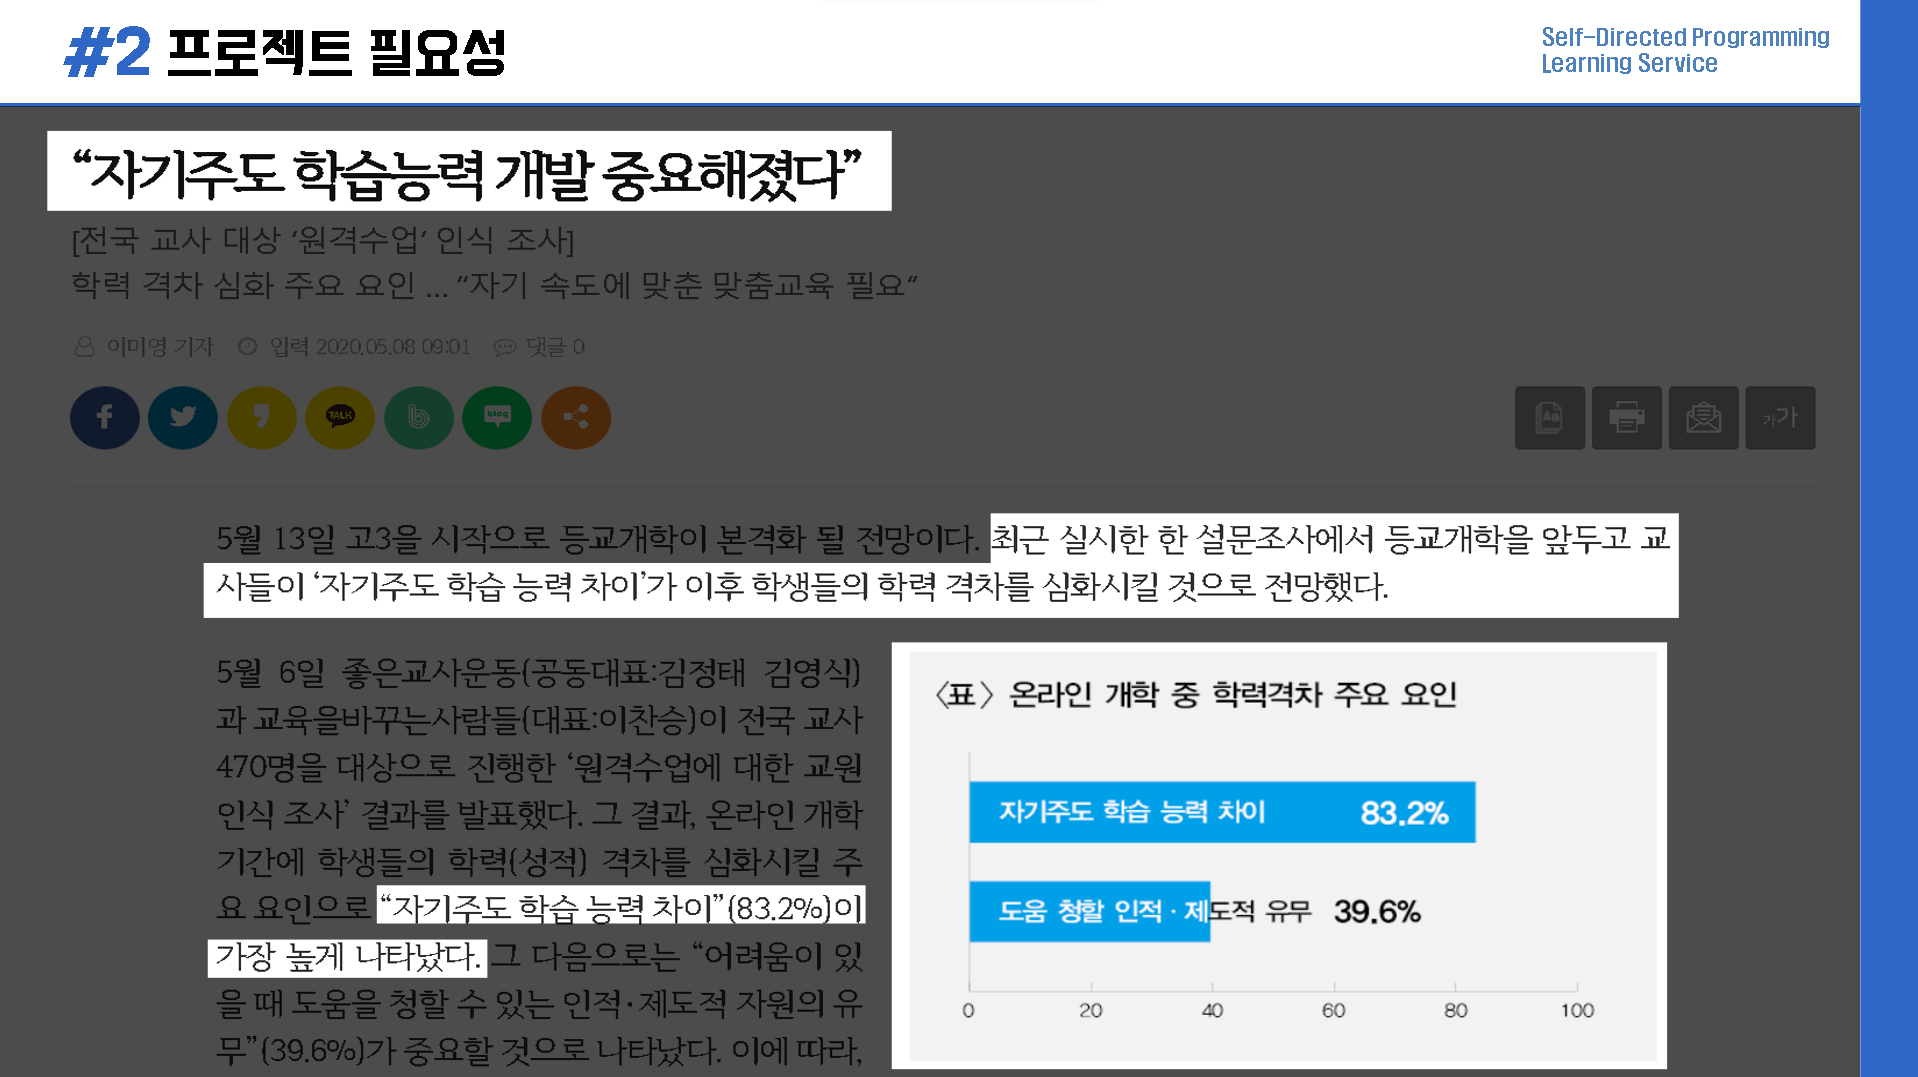 #2 프로젝트 필요성
Self-Directed Programming
Learning Service
“자기주도 학습능력 개발 중요해졌다”
[전국 교사 대상 ‘원격수업’ 인식 조사]
학력 격차 심화 주요 요인 ... “자기 속도에 맞춘 맞춤교육 필요”
이미영 기자 입력 2020.05.08 09:01 댓글 0
TALK
blog
Aa
가가
5월 13일 고3을 시작으로 등교개학이 본격화 될 전망이다. 최근 실시한 한 설문조사에서 등교개학을 앞두고 교
사들이 ‘자기주도 학습 능력 차이’가 이후 학생들의 학력 격차를 심화시킬 것으로 전망했다.
5월 6일 좋은교사운동(공동대표:김정태 김영식)
과 교육을바꾸는사람들(대표:이찬승)이 전국 교사
470명을 대상으로 진행한 ‘원격수업에 대한 교원
인식 조사’ 결과를 발표했다. 그 결과, 온라인 개학
기간에 학생들의 학력(성적) 격차를 심화시킬 주
요 요인으로 “자기주도 학습 능력 차이”(83.2%)이
가장 높게 나타났다. 그 다음으로는 “어려움이 있
을 때 도움을 청할 수 있는 인적·제도적 자원의 유
무”(39.6%)가 중요할 것으로 나타났다. 이에 따라,
〈표〉 온라인 개학 중 학력격차 주요 요인
자기주도 학습 능력 차이 83.2%
도움 청할 인적·제도적 유무 39.6%
0 20 40 60 80 100